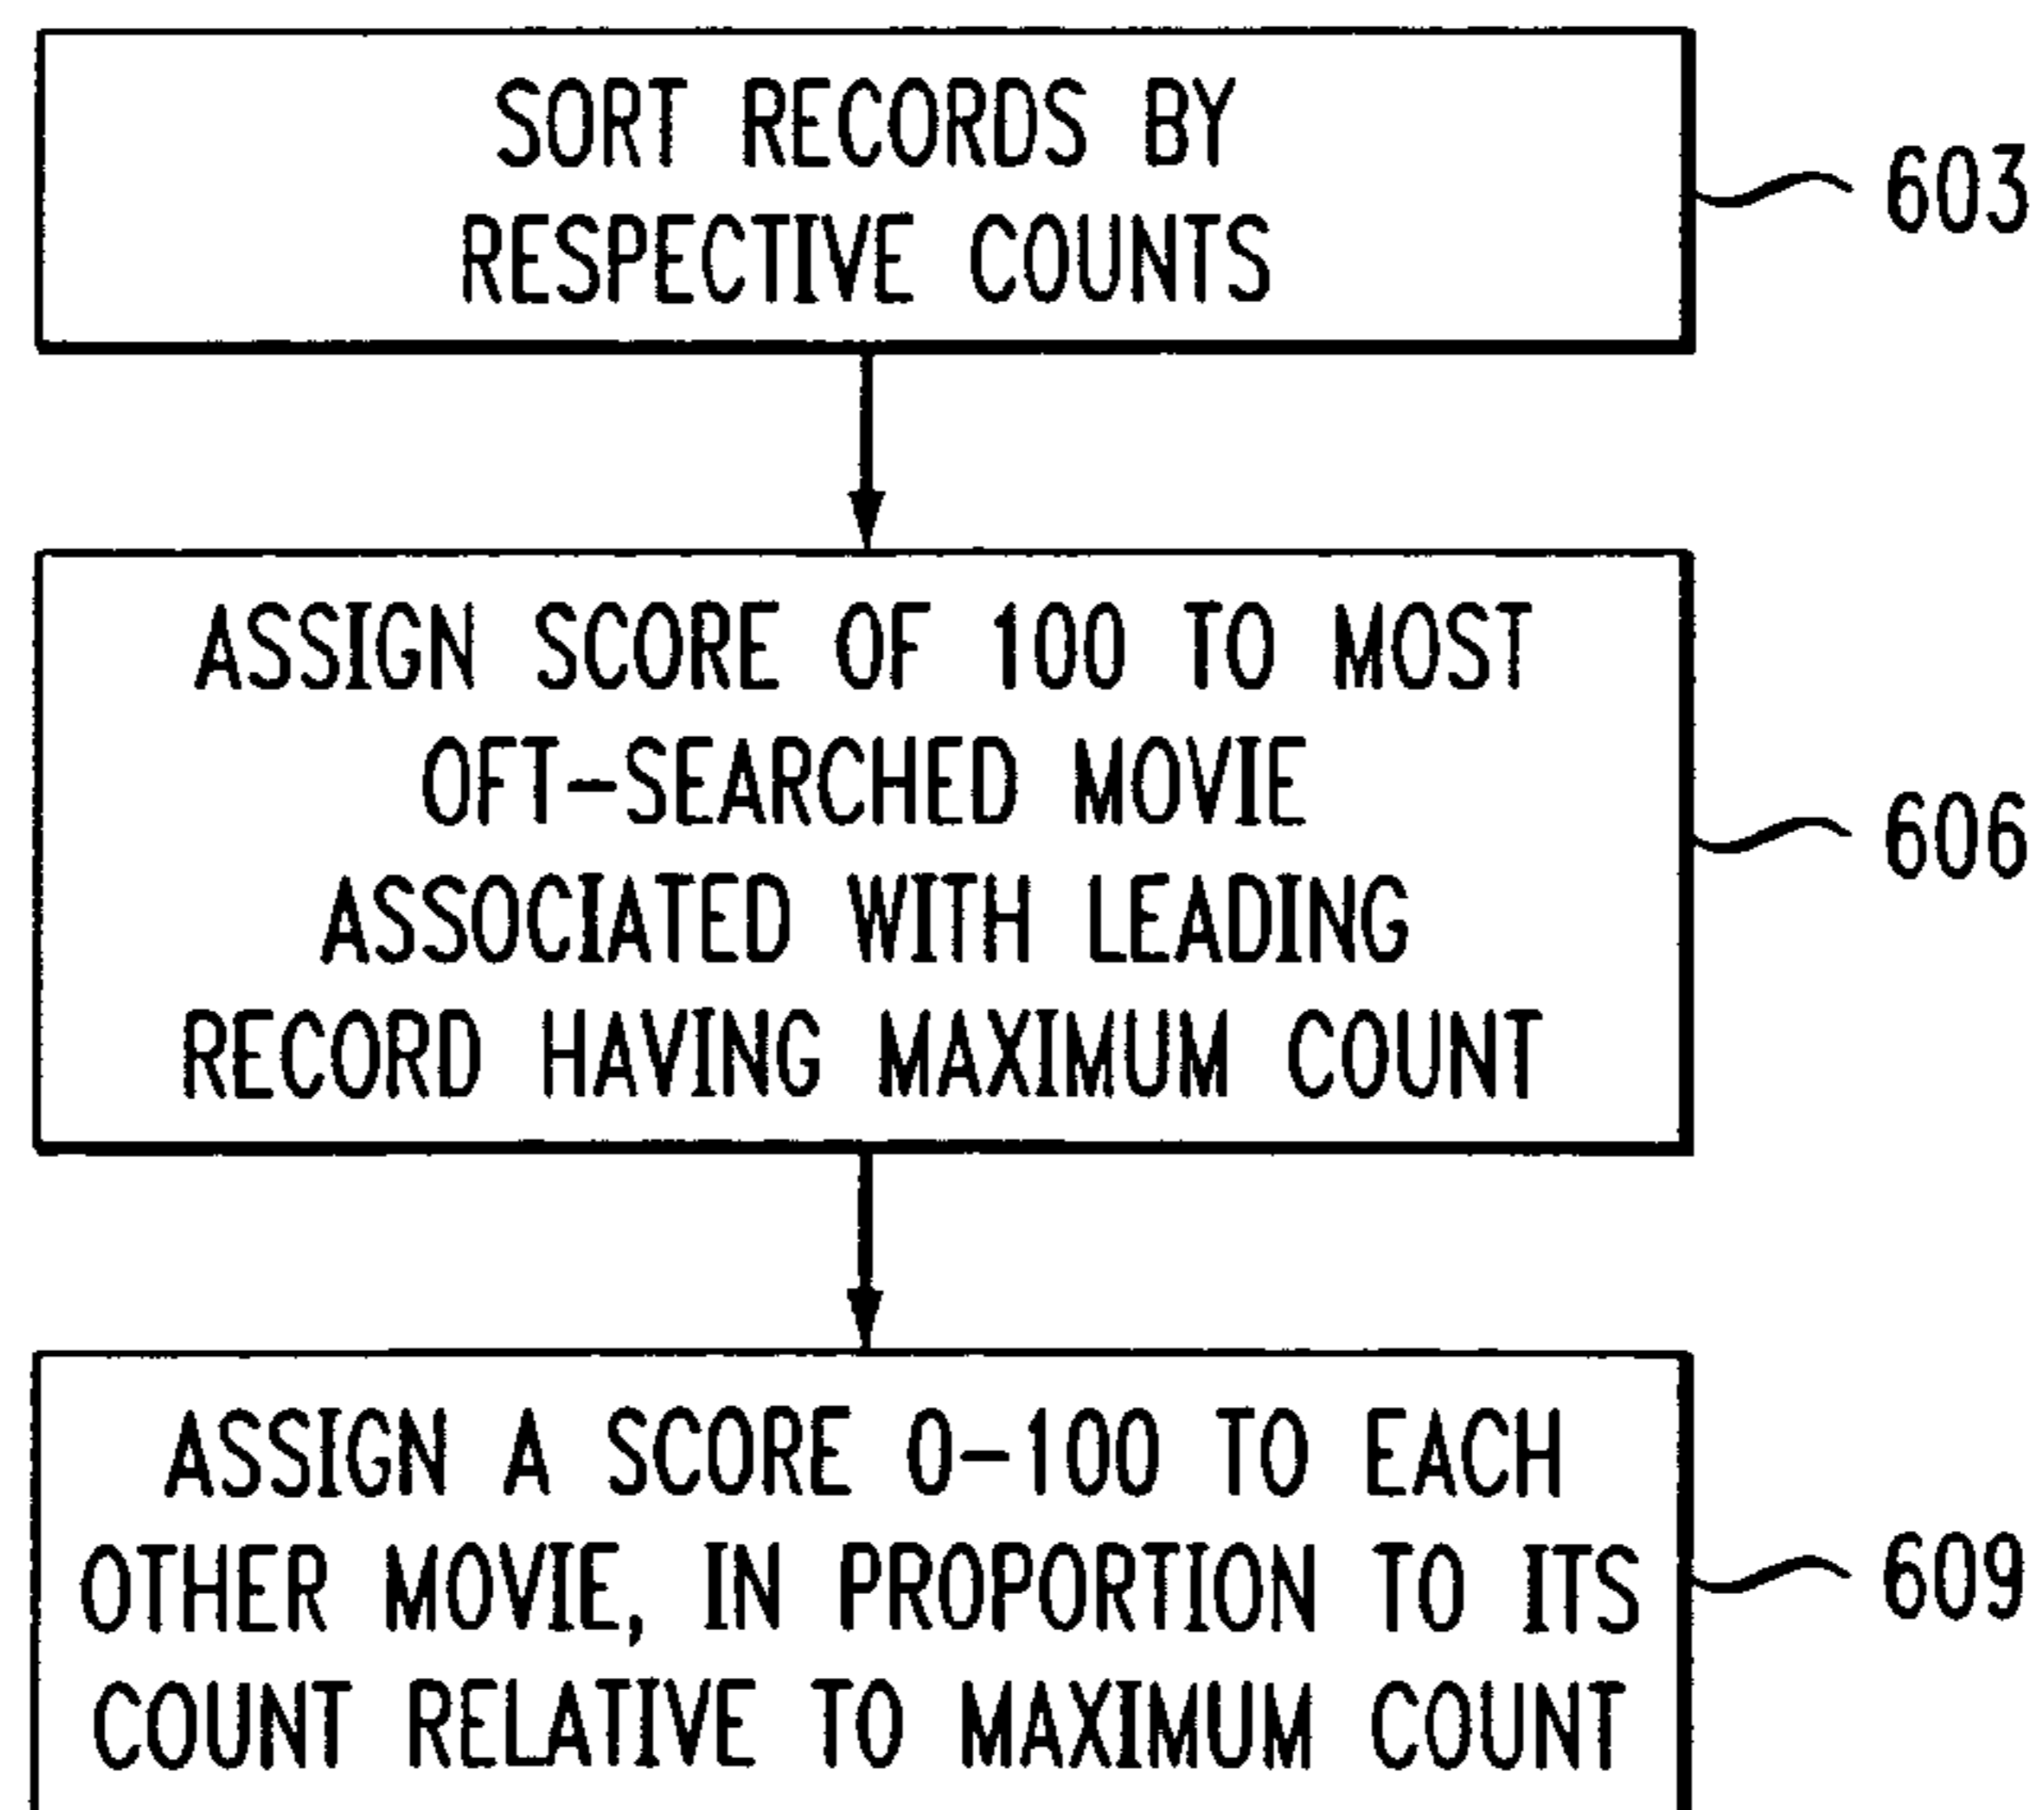 SORT RECORDS BY
RESPECTIVE COUNTS
603
ASSIGN SCORE OF 100 TO MOST
OFT-SEARCHED MOVIE
ASSOCIATED WITH LEADING
RECORD HAVING MAXIMUM COUNT
606
ASSIGN A SCORE 0-100 TO EACH
OTHER MOVIE, IN PROPORTION TO ITS
COUNT RELATIVE TO MAXIMUM COUNT
609